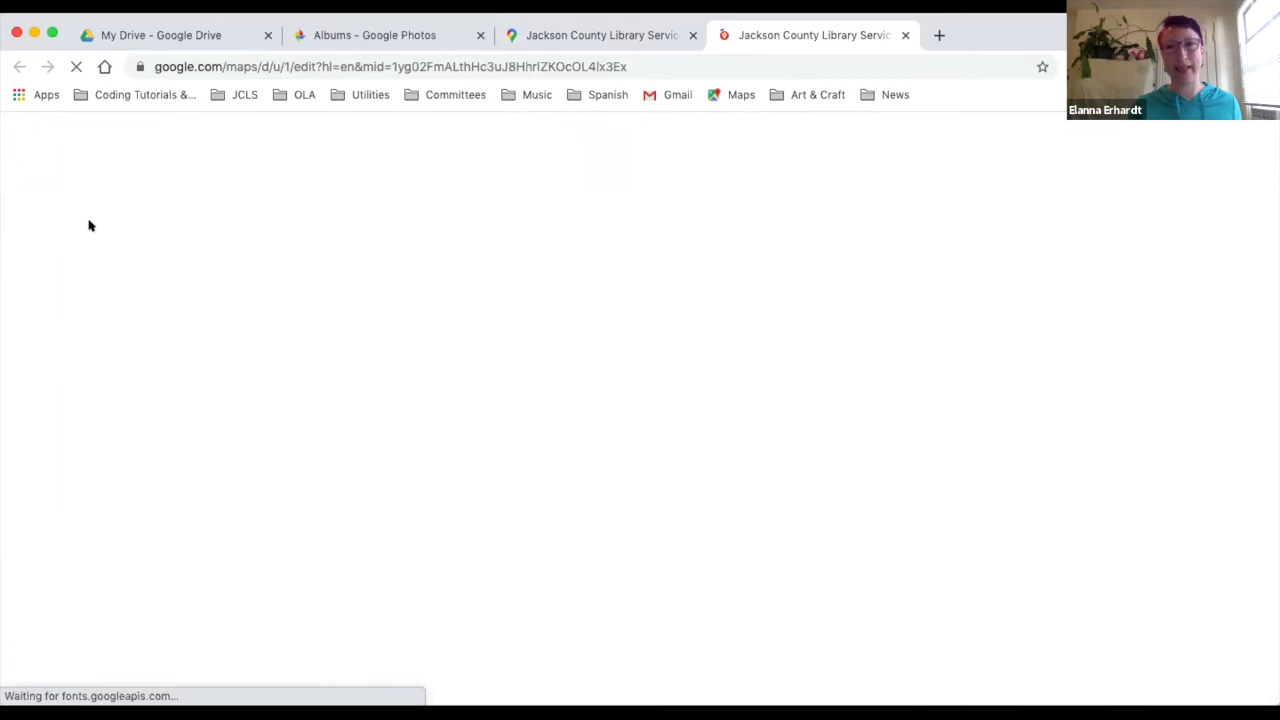 My Drive - Google Drive
Albums - Google Photos
Jackson County Library Servic
Jackson County Library Servic
google.com/maps/d/u/1/edit?hl=en&mid=1yg02FmALthHc3uJ8HhrIZKOcOL4lx3Ex
Apps
Coding Tutorials &...
JCLS
OLA
Utilities
Committees
Music
Spanish
Gmail
Maps
Art & Craft
News
Elanna Erhardt
Waiting for fonts.googleapis.com...